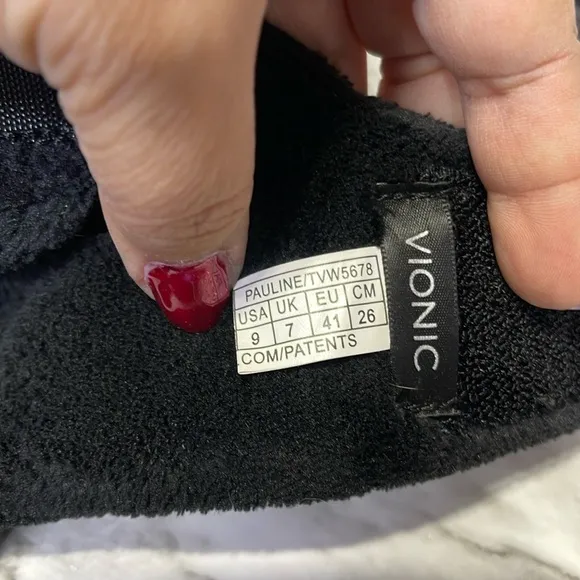 PAULINE/TVW5678
USA UK EU CM
9 7 41 26
COM/PATENTS
VIONIC